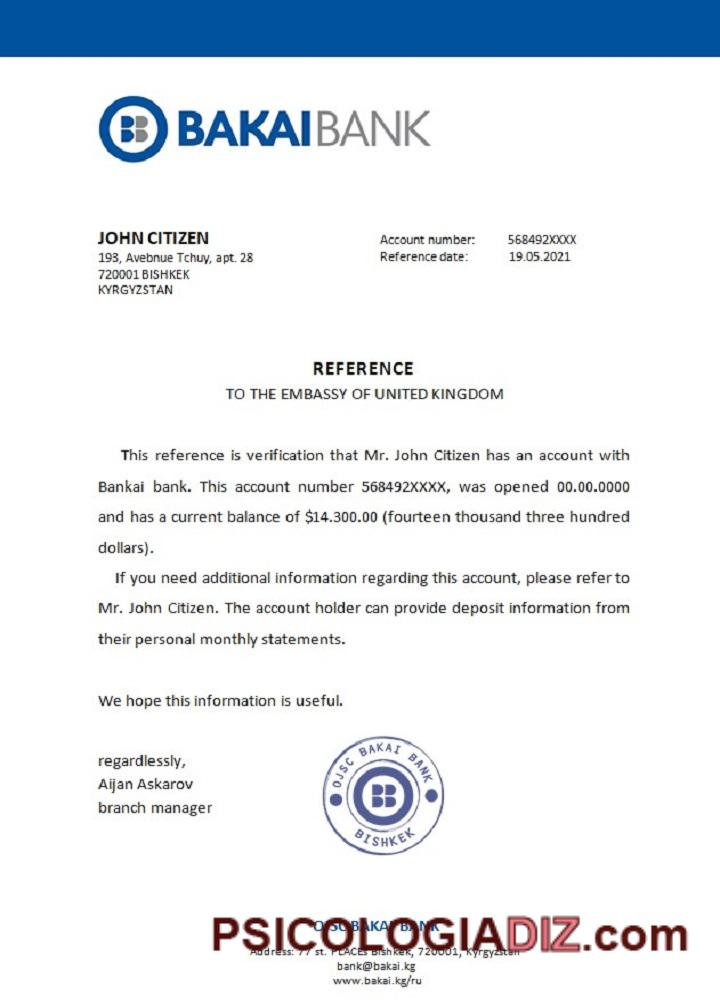 BAKAI BANK
JOHN CITIZEN
193, Avebnue Tchuy, apt. 28
720001 BISHKEK
KYRGYZSTAN
Account number: 568492XXXX
Reference date: 19.05.2021
REFERENCE
TO THE EMBASSY OF UNITED KINGDOM
This reference is verification that Mr. John Citizen has an account with
Bankai bank. This account number 568492XXXX, was opened 00.00.0000
and has a current balance of $14.300.00 (fourteen thousand three hundred
dollars).
If you need additional information regarding this account, please refer to
Mr. John Citizen. The account holder can provide deposit information from
their personal monthly statements.
We hope this information is useful.
regardlessly,
Aijan Askarov
branch manager
OJSC BAKAI BANK
BISHKEK
OJSC BAKAI BANK
PSICOLOGIADIZ.com
Address: 77 st. PLACEs Bishkek, 720001, Kyrgyzstan
bank@bakai.kg
www.bakai.kg/ru